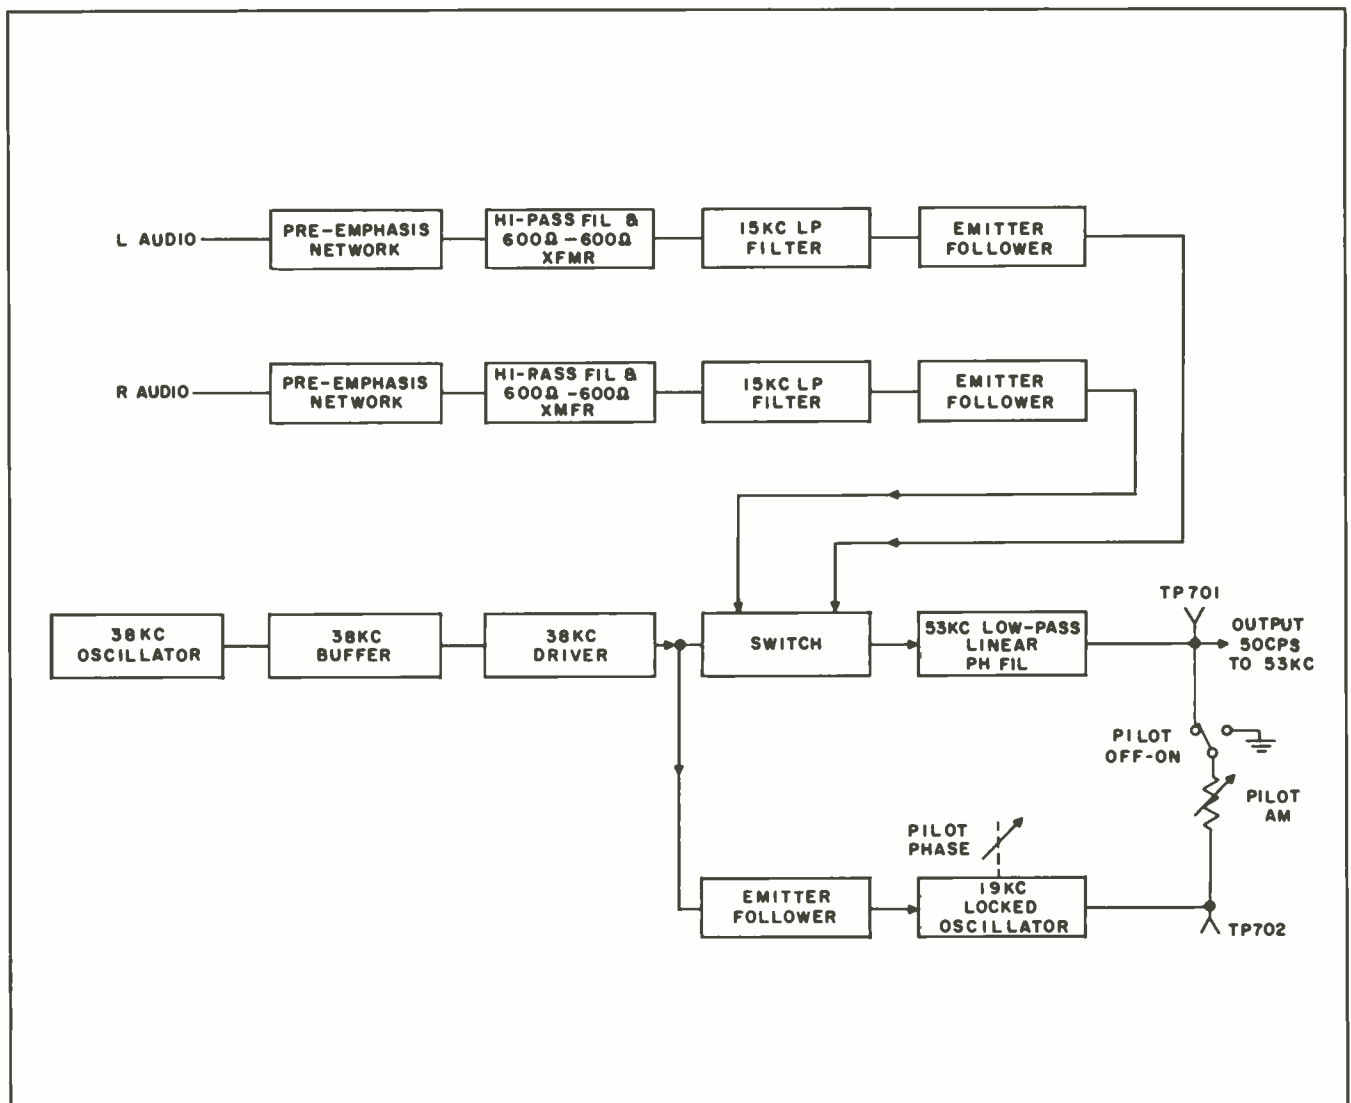 L AUDIO
PRE-EMPHASIS
NETWORK
HI-PASS FIL &
600Ω-600Ω
XFMR
15KC LP
FILTER
EMITTER
FOLLOWER
R AUDIO
PRE-EMPHASIS
NETWORK
HI-RASS FIL &
600Ω-600Ω
XMFR
15KC LP
FILTER
EMITTER
FOLLOWER
38KC
OSCILLATOR
38KC
BUFFER
38KC
DRIVER
SWITCH
53KC LOW-PASS
LINEAR
PH FIL
TP701
OUTPUT
50CPS
TO 53KC
PILOT
OFF-ON
PILOT
AM
PILOT
PHASE
EMITTER
FOLLOWER
19KC
LOCKED
OSCILLATOR
TP702